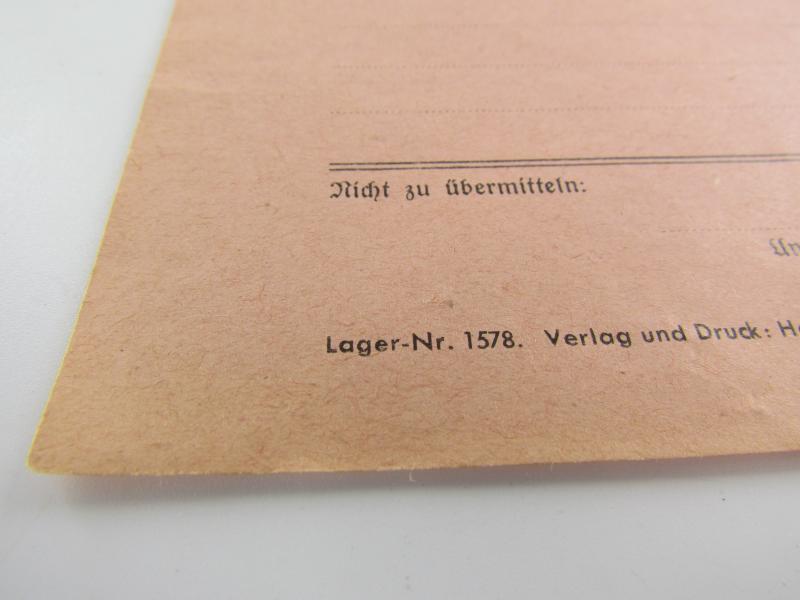 Nicht zu übermitteln:
Lager-Nr. 1578. Verlag und Druck: